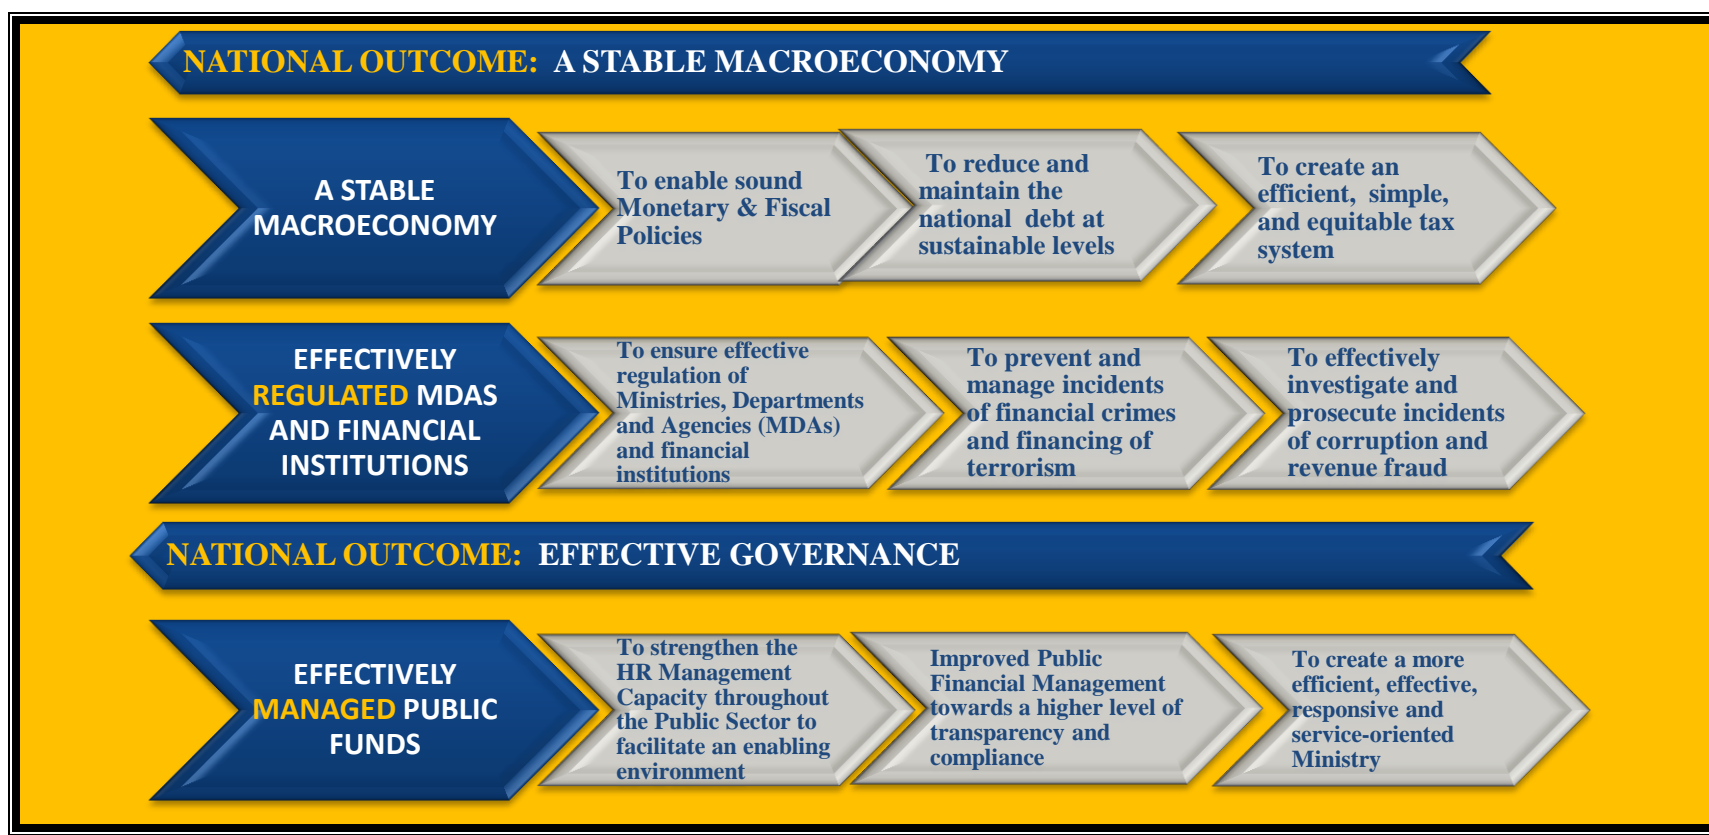 NATIONAL OUTCOME: A STABLE MACROECONOMY
A STABLE
MACROECONOMY
To enable sound
Monetary & Fiscal
Policies
To reduce and
maintain the
national debt at
sustainable levels
To create an
efficient, simple,
and equitable tax
system
EFFECTIVELY
REGULATED MDAS
AND FINANCIAL
INSTITUTIONS
To ensure effective
regulation of
Ministries, Departments
and Agencies (MDAs)
and financial
institutions
To prevent and
manage incidents
of financial crimes
and financing of
terrorism
To effectively
investigate and
prosecute incidents
of corruption and
revenue fraud
NATIONAL OUTCOME: EFFECTIVE GOVERNANCE
EFFECTIVELY
MANAGED PUBLIC
FUNDS
To strengthen the
HR Management
Capacity throughout
the Public Sector to
facilitate an enabling
environment
Improved Public
Financial Management
towards a higher level of
transparency and
compliance
To create a more
efficient, effective,
responsive and
service-oriented
Ministry